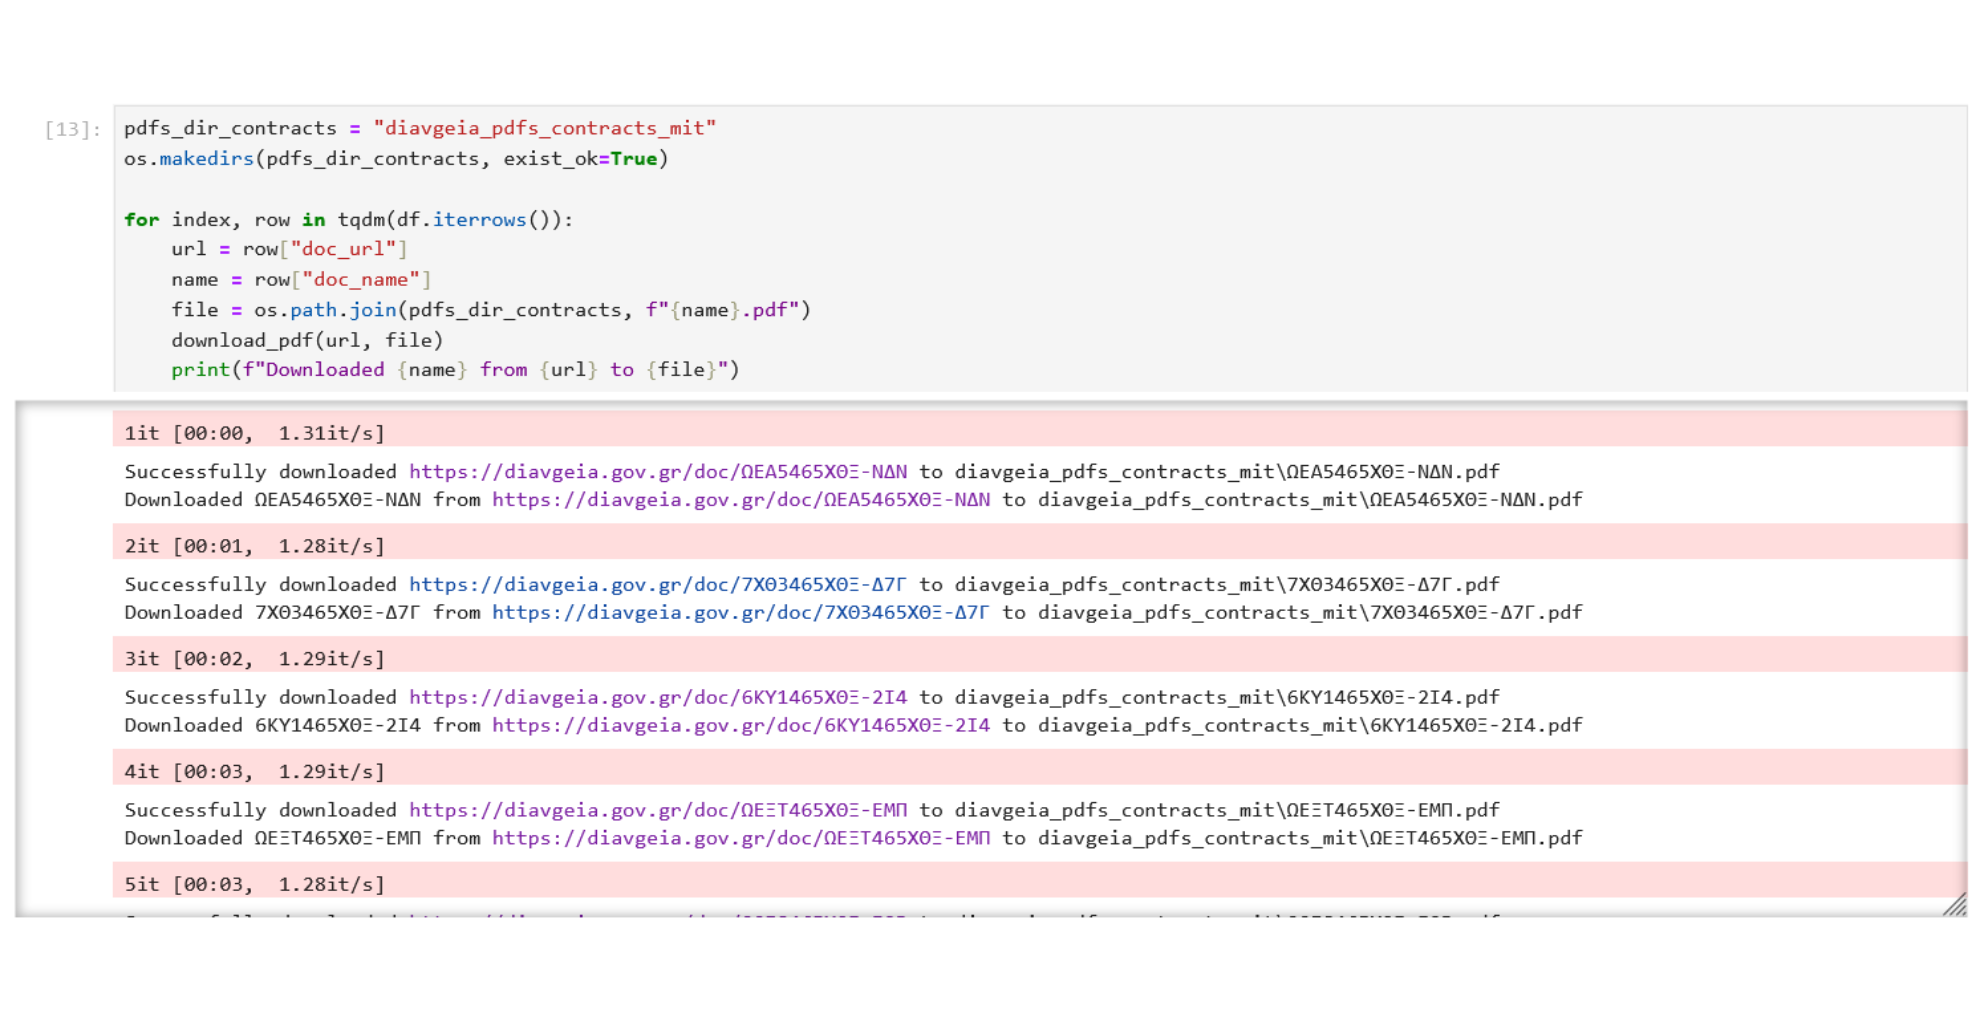 [13]: pdfs_dir_contracts = "diavgeia_pdfs_contracts_mit"
os.makedirs(pdfs_dir_contracts, exist_ok=True)
for index, row in tqdm(df.iterrows()):
    url = row["doc_url"]
    name = row["doc_name"]
    file = os.path.join(pdfs_dir_contracts, f"{name}.pdf")
    download_pdf(url, file)
    print(f"Downloaded {name} from {url} to {file}")
1it [00:00,  1.31it/s]
Successfully downloaded https://diavgeia.gov.gr/doc/ΩΕΑ5465ΧΘΞ-ΝΔΝ to diavgeia_pdfs_contracts_mit\ΩΕΑ5465ΧΘΞ-ΝΔΝ.pdf
Downloaded ΩΕΑ5465ΧΘΞ-ΝΔΝ from https://diavgeia.gov.gr/doc/ΩΕΑ5465ΧΘΞ-ΝΔΝ to diavgeia_pdfs_contracts_mit\ΩΕΑ5465ΧΘΞ-ΝΔΝ.pdf
2it [00:01,  1.28it/s]
Successfully downloaded https://diavgeia.gov.gr/doc/7ΧΘ3465ΧΘΞ-Δ7Γ to diavgeia_pdfs_contracts_mit\7ΧΘ3465ΧΘΞ-Δ7Γ.pdf
Downloaded 7ΧΘ3465ΧΘΞ-Δ7Γ from https://diavgeia.gov.gr/doc/7ΧΘ3465ΧΘΞ-Δ7Γ to diavgeia_pdfs_contracts_mit\7ΧΘ3465ΧΘΞ-Δ7Γ.pdf
3it [00:02,  1.29it/s]
Successfully downloaded https://diavgeia.gov.gr/doc/6ΚΥ1465ΧΘΞ-2Ι4 to diavgeia_pdfs_contracts_mit\6ΚΥ1465ΧΘΞ-2Ι4.pdf
Downloaded 6ΚΥ1465ΧΘΞ-2Ι4 from https://diavgeia.gov.gr/doc/6ΚΥ1465ΧΘΞ-2Ι4 to diavgeia_pdfs_contracts_mit\6ΚΥ1465ΧΘΞ-2Ι4.pdf
4it [00:03,  1.29it/s]
Successfully downloaded https://diavgeia.gov.gr/doc/ΩΕΞΤ465ΧΘΞ-ΕΜΠ to diavgeia_pdfs_contracts_mit\ΩΕΞΤ465ΧΘΞ-ΕΜΠ.pdf
Downloaded ΩΕΞΤ465ΧΘΞ-ΕΜΠ from https://diavgeia.gov.gr/doc/ΩΕΞΤ465ΧΘΞ-ΕΜΠ to diavgeia_pdfs_contracts_mit\ΩΕΞΤ465ΧΘΞ-ΕΜΠ.pdf
5it [00:03,  1.28it/s]